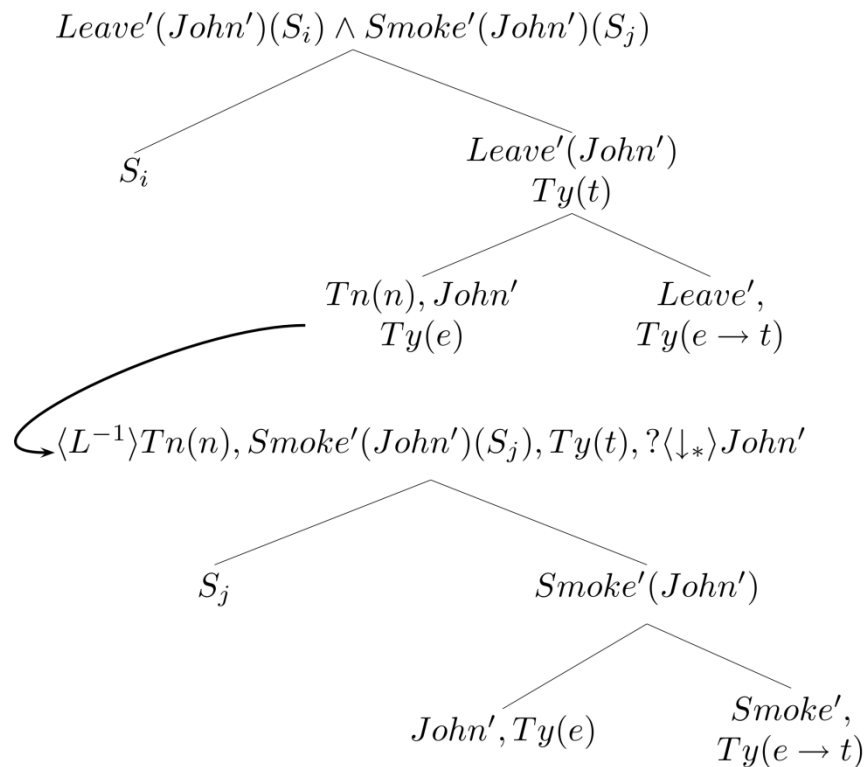 Leave′(John′)(S_i) ∧ Smoke′(John′)(S_j)
S_i
Leave′(John′)
Ty(t)
Tn(n), John′
Ty(e)
Leave′,
Ty(e → t)
⟨L⁻¹⟩Tn(n), Smoke′(John′)(S_j), Ty(t), ?⟨↓_*⟩John′
S_j
Smoke′(John′)
John′, Ty(e)
Smoke′,
Ty(e → t)